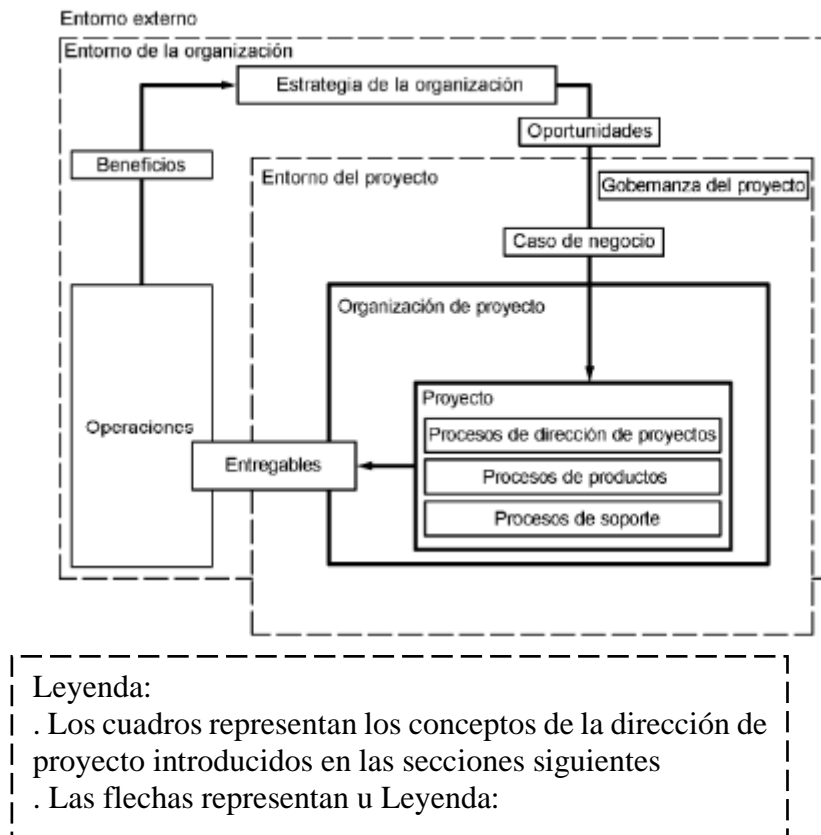 Entorno externo
Entorno de la organización
Estrategia de la organización
Oportunidades
Beneficios
Entorno del proyecto
Gobernanza del proyecto
Caso de negocio
Organización de proyecto
Proyecto
Operaciones
Procesos de dirección de proyectos
Entregables
Procesos de productos
Procesos de soporte
Leyenda:
. Los cuadros representan los conceptos de la dirección de
proyecto introducidos en las secciones siguientes
. Las flechas representan u Leyenda: